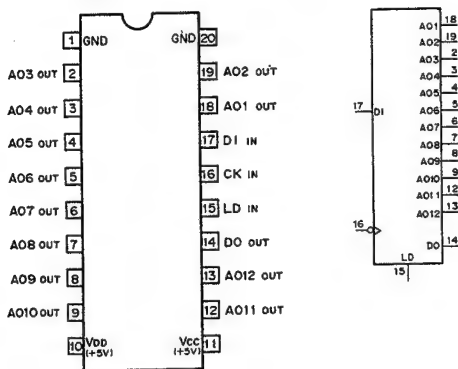 1 GND GND 20
AO3 OUT 2 19 AO2 OUT
AO4 OUT 3 18 AO1 OUT
AO5 OUT 4 17 DI IN
AO6 OUT 5 16 CK IN
AO7 OUT 6 15 LD IN
AO8 OUT 7 14 DO OUT
AO9 OUT 8 13 AO12 OUT
AO10 OUT 9 12 AO11 OUT
10 VDD (+5V) VCC (+5V) 11
AO1 18
AO2 19
AO3 2
AO4 3
AO5 4
17 DI AO6 5
AO7 6
AO8 7
AO9 8
AO10 9
AO11 12
AO12 13
16
DO 14
LD
15